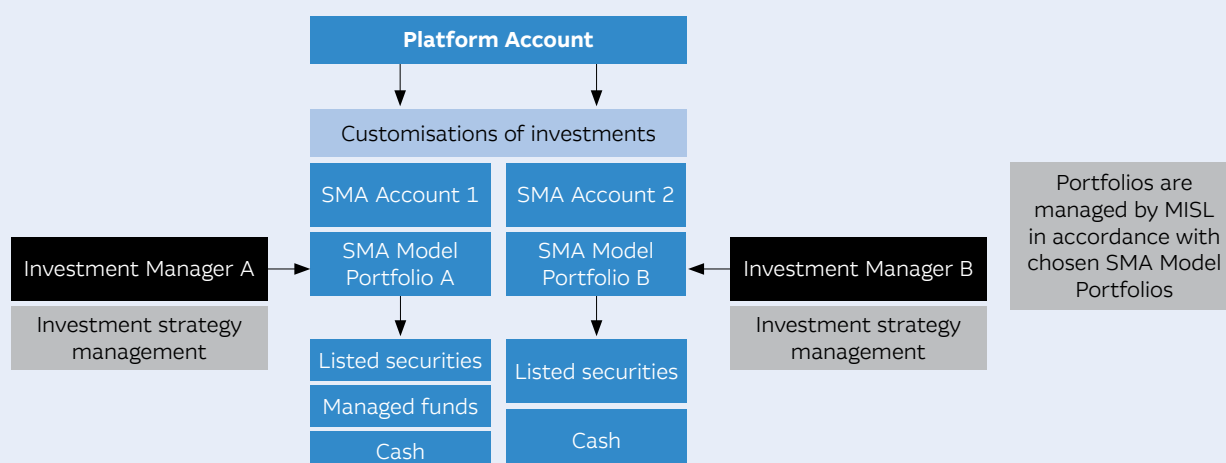 Platform Account
Customisations of investments
SMA Account 1
SMA Account 2
Investment Manager A
SMA Model
Portfolio A
SMA Model
Portfolio B
Investment Manager B
Portfolios are
managed by MISL
in accordance with
chosen SMA Model
Portfolios
Investment strategy
management
Investment strategy
management
Listed securities
Managed funds
Cash
Listed securities
Cash